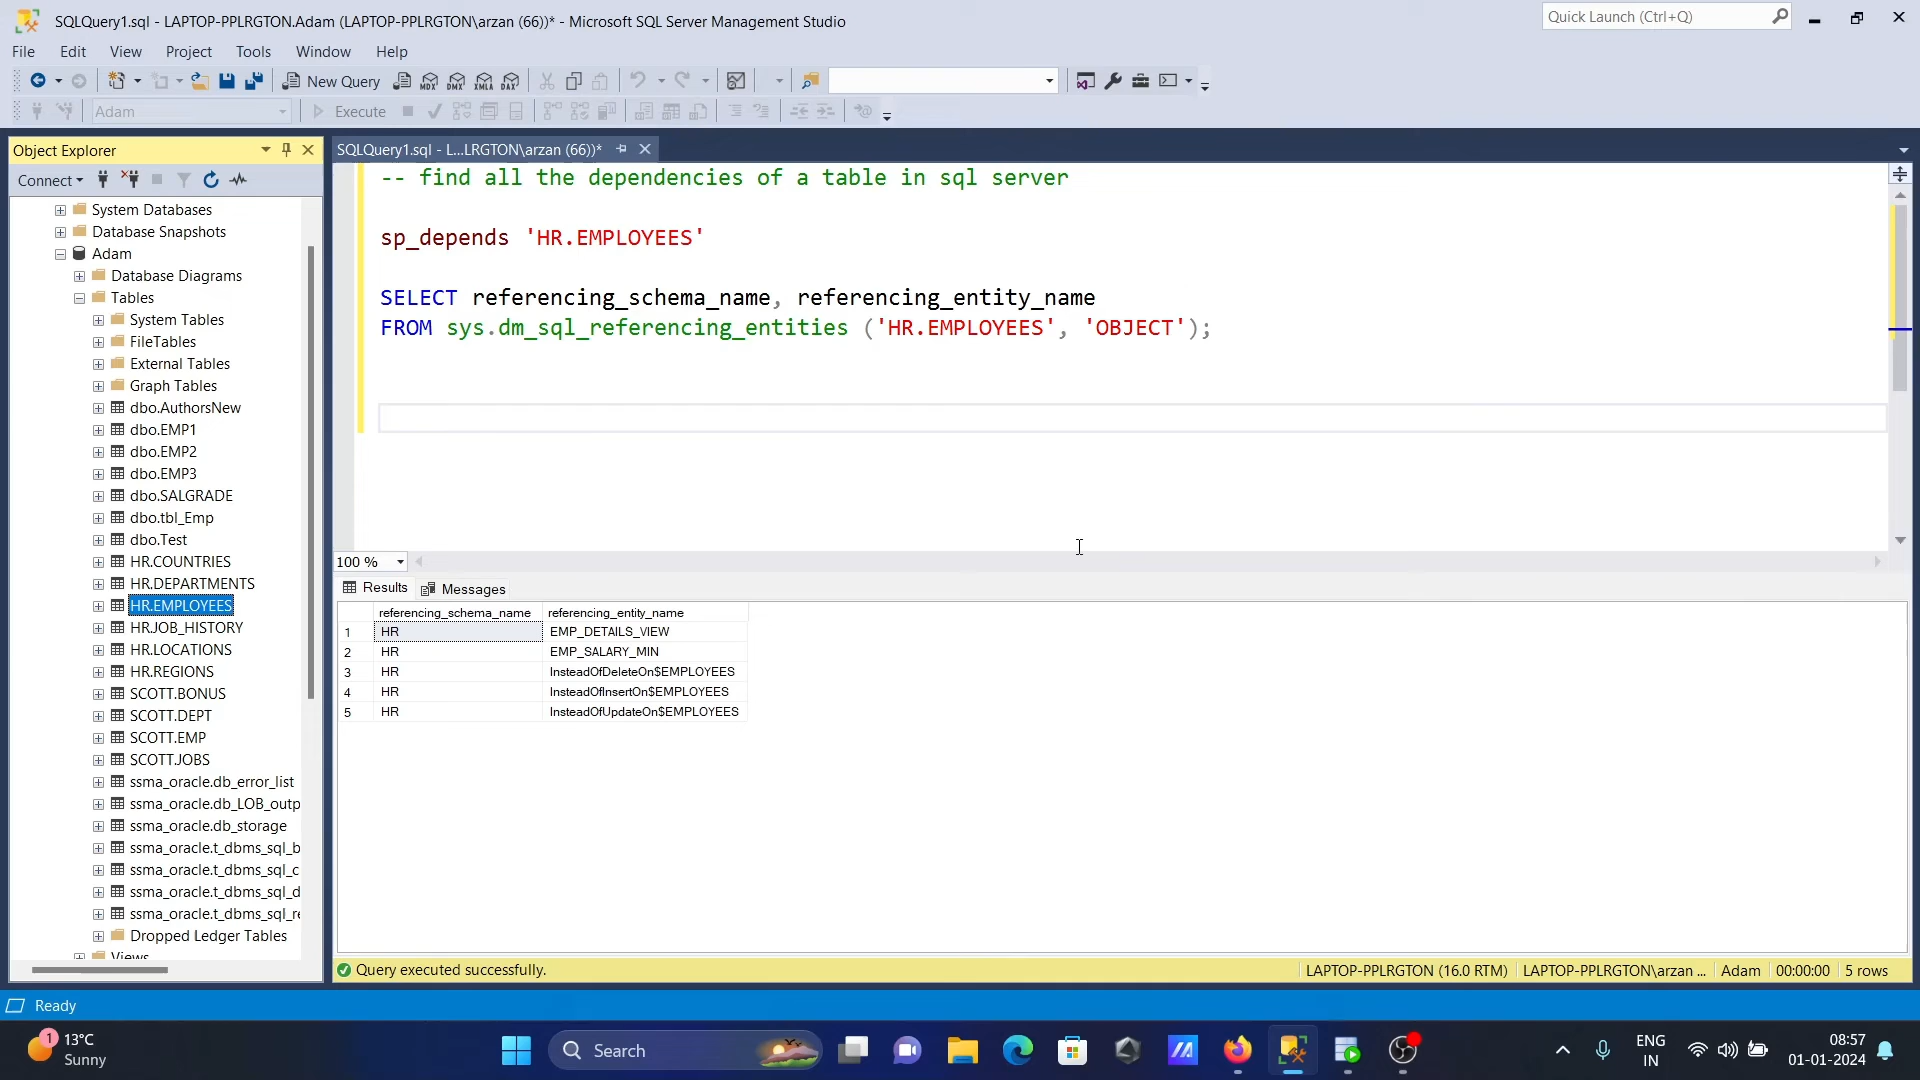 SQLQuery1.sql - LAPTOP-PPLRGTON.Adam (LAPTOP-PPLRGTON\arzan (66))* - Microsoft SQL Server Management Studio
Quick Launch (Ctrl+Q)
File Edit View Project Tools Window Help
New Query
MDX DMX XMLA DAX
Adam
Execute
Object Explorer
SQLQuery1.sql - L...LRGTON\arzan (66))*
Connect
System Databases
Database Snapshots
Adam
Database Diagrams
Tables
System Tables
FileTables
External Tables
Graph Tables
dbo.AuthorsNew
dbo.EMP1
dbo.EMP2
dbo.EMP3
dbo.SALGRADE
dbo.tbl_Emp
dbo.Test
HR.COUNTRIES
HR.DEPARTMENTS
HR.EMPLOYEES
HR.JOB_HISTORY
HR.LOCATIONS
HR.REGIONS
SCOTT.BONUS
SCOTT.DEPT
SCOTT.EMP
SCOTT.JOBS
ssma_oracle.db_error_list
ssma_oracle.db_LOB_outp
ssma_oracle.db_storage
ssma_oracle.t_dbms_sql_b
ssma_oracle.t_dbms_sql_c
ssma_oracle.t_dbms_sql_d
ssma_oracle.t_dbms_sql_re
Dropped Ledger Tables
Views
-- find all the dependencies of a table in sql server
sp_depends 'HR.EMPLOYEES'
SELECT referencing_schema_name, referencing_entity_name
FROM sys.dm_sql_referencing_entities ('HR.EMPLOYEES', 'OBJECT');
100 %
Results Messages
referencing_schema_name referencing_entity_name
1 HR EMP_DETAILS_VIEW
2 HR EMP_SALARY_MIN
3 HR InsteadOfDeleteOn$EMPLOYEES
4 HR InsteadOfInsertOn$EMPLOYEES
5 HR InsteadOfUpdateOn$EMPLOYEES
Query executed successfully.
LAPTOP-PPLRGTON (16.0 RTM) LAPTOP-PPLRGTON\arzan ... Adam 00:00:00 5 rows
Ready
1
13°C
Sunny
Search
ENG
IN
08:57
01-01-2024